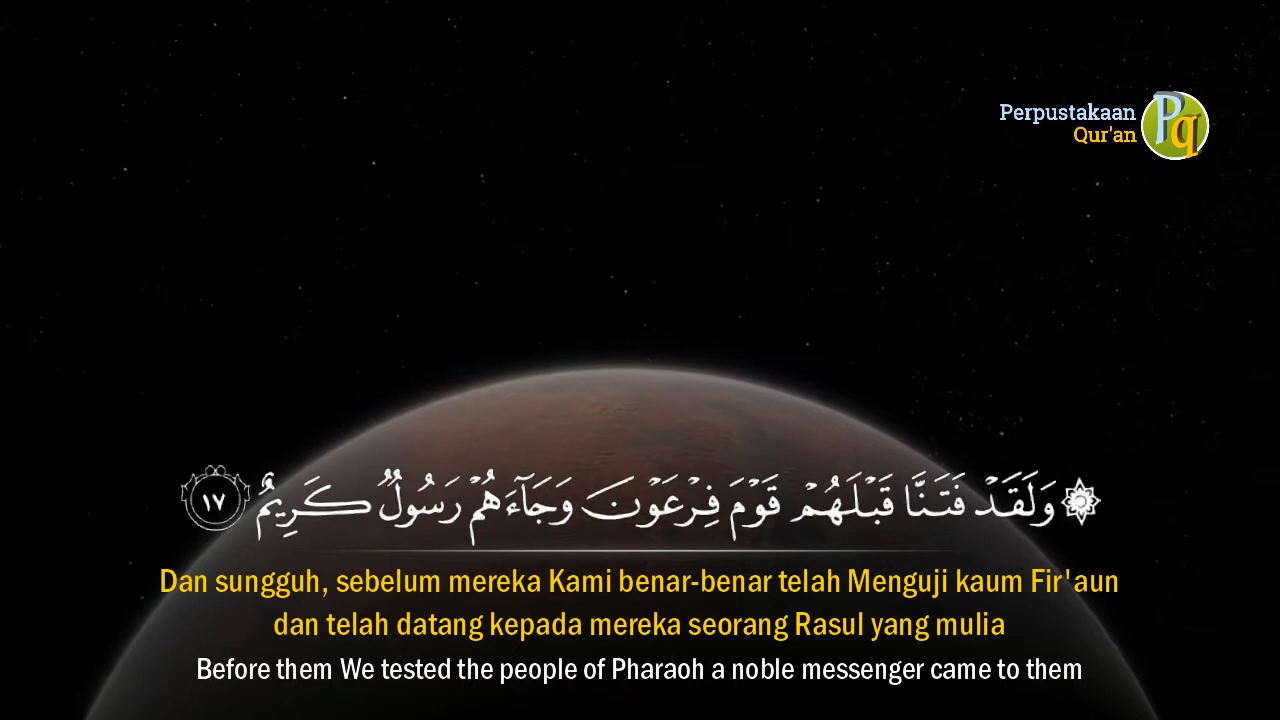 Perpustakaan
Qur'an
Pq
۞ وَلَقَدْ فَتَنَّا قَبْلَهُمْ قَوْمَ فِرْعَوْنَ وَجَآءَهُمْ رَسُولٌ كَرِيمٌ ١٧
Dan sungguh, sebelum mereka Kami benar-benar telah Menguji kaum Fir'aun
dan telah datang kepada mereka seorang Rasul yang mulia
Before them We tested the people of Pharaoh a noble messenger came to them